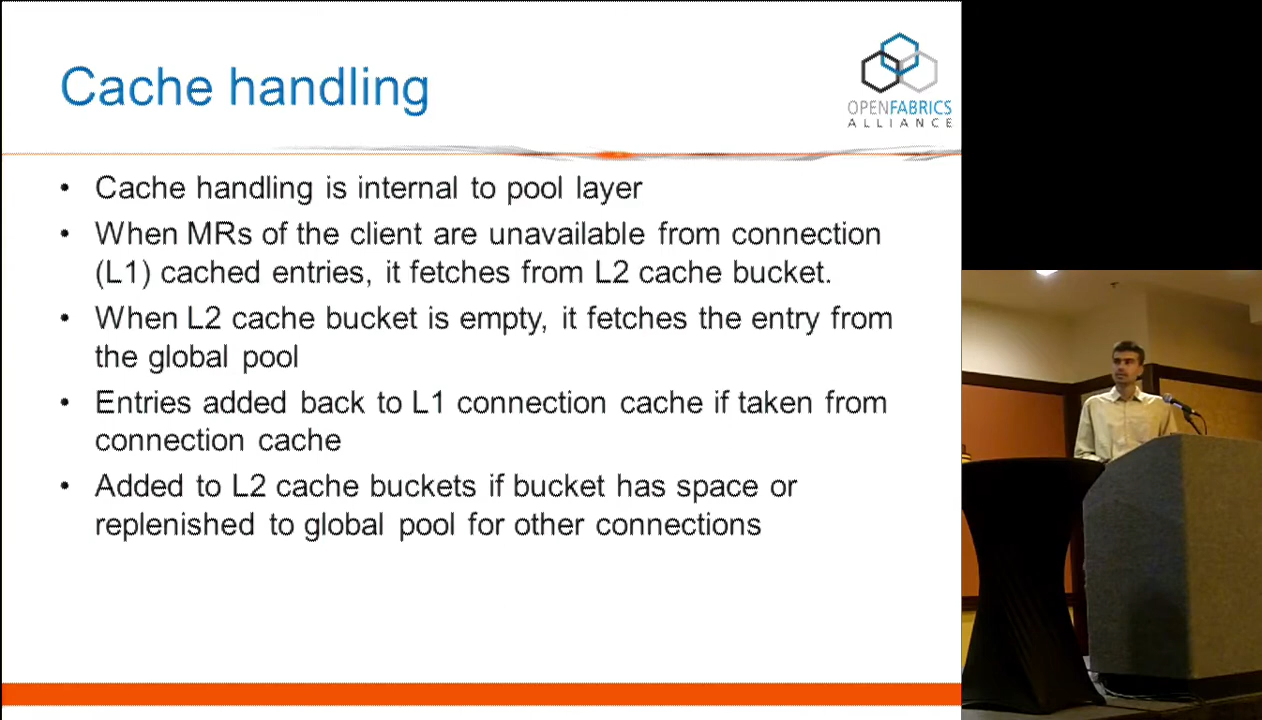 Cache handling
OPENFABRICS
ALLIANCE
• Cache handling is internal to pool layer
• When MRs of the client are unavailable from connection
(L1) cached entries, it fetches from L2 cache bucket.
• When L2 cache bucket is empty, it fetches the entry from
the global pool
• Entries added back to L1 connection cache if taken from
connection cache
• Added to L2 cache buckets if bucket has space or
replenished to global pool for other connections